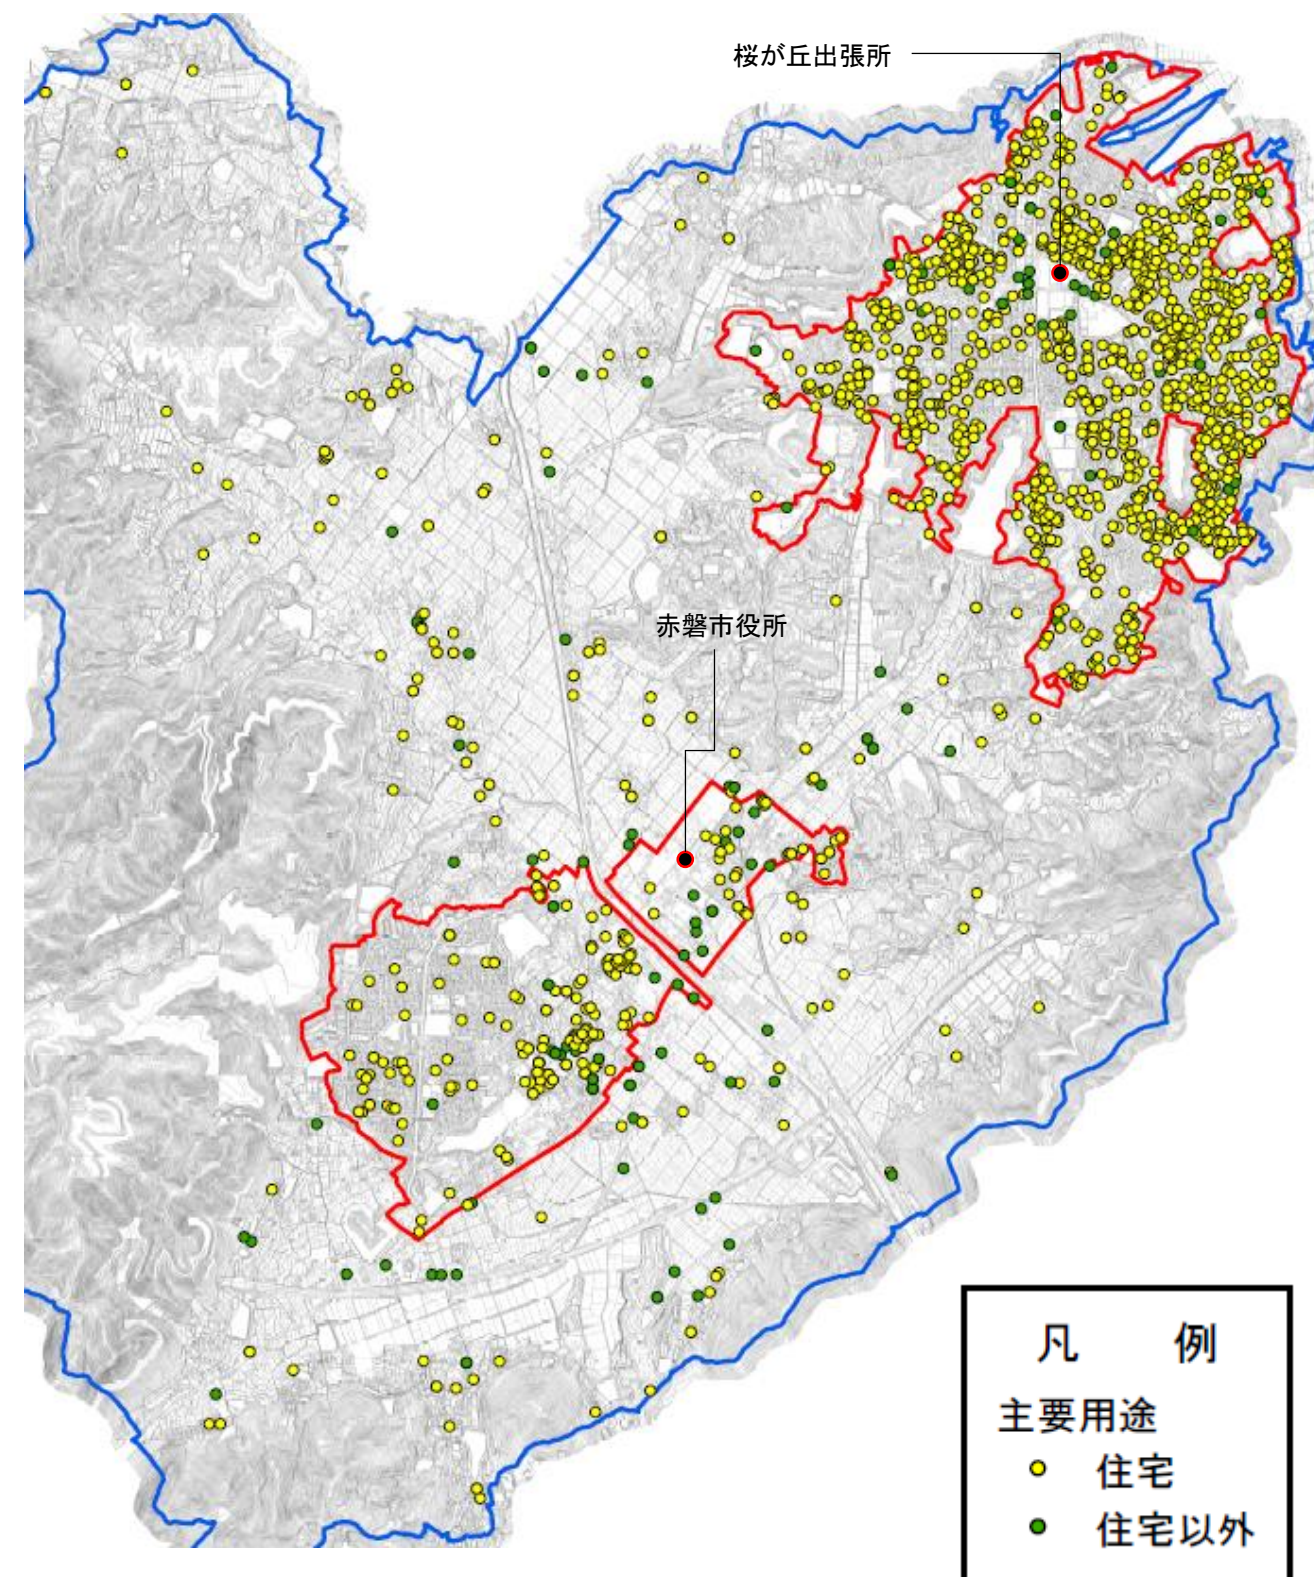 桜が丘出張所
赤磐市役所
凡 例
主要用途
住宅
住宅以外